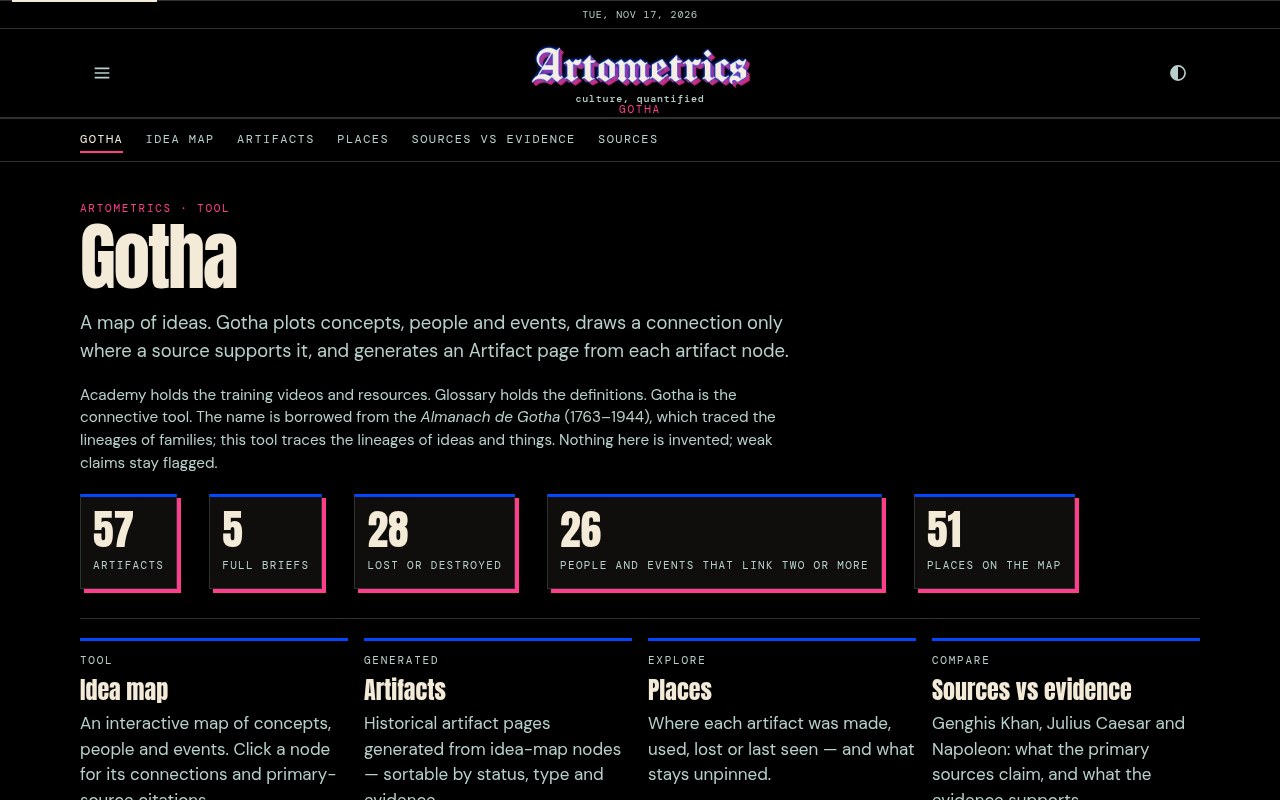 TUE, NOV 17, 2026
Artometrics
culture, quantified
GOTHA
GOTHA IDEA MAP ARTIFACTS PLACES SOURCES VS EVIDENCE SOURCES
ARTOMETRICS · TOOL
Gotha
A map of ideas. Gotha plots concepts, people and events, draws a connection only
where a source supports it, and generates an Artifact page from each artifact node.
Academy holds the training videos and resources. Glossary holds the definitions. Gotha is the
connective tool. The name is borrowed from the Almanach de Gotha (1763–1944), which traced the
lineages of families; this tool traces the lineages of ideas and things. Nothing here is invented; weak
claims stay flagged.
57
ARTIFACTS
5
FULL BRIEFS
28
LOST OR DESTROYED
26
PEOPLE AND EVENTS THAT LINK TWO OR MORE
51
PLACES ON THE MAP
TOOL
Idea map
An interactive map of concepts,
people and events. Click a node
for its connections and primary-
source citations.
GENERATED
Artifacts
Historical artifact pages
generated from idea-map nodes
— sortable by status, type and
evidence.
EXPLORE
Places
Where each artifact was made,
used, lost or last seen — and what
stays unpinned.
COMPARE
Sources vs evidence
Genghis Khan, Julius Caesar and
Napoleon: what the primary
sources claim, and what the
evidence supports.